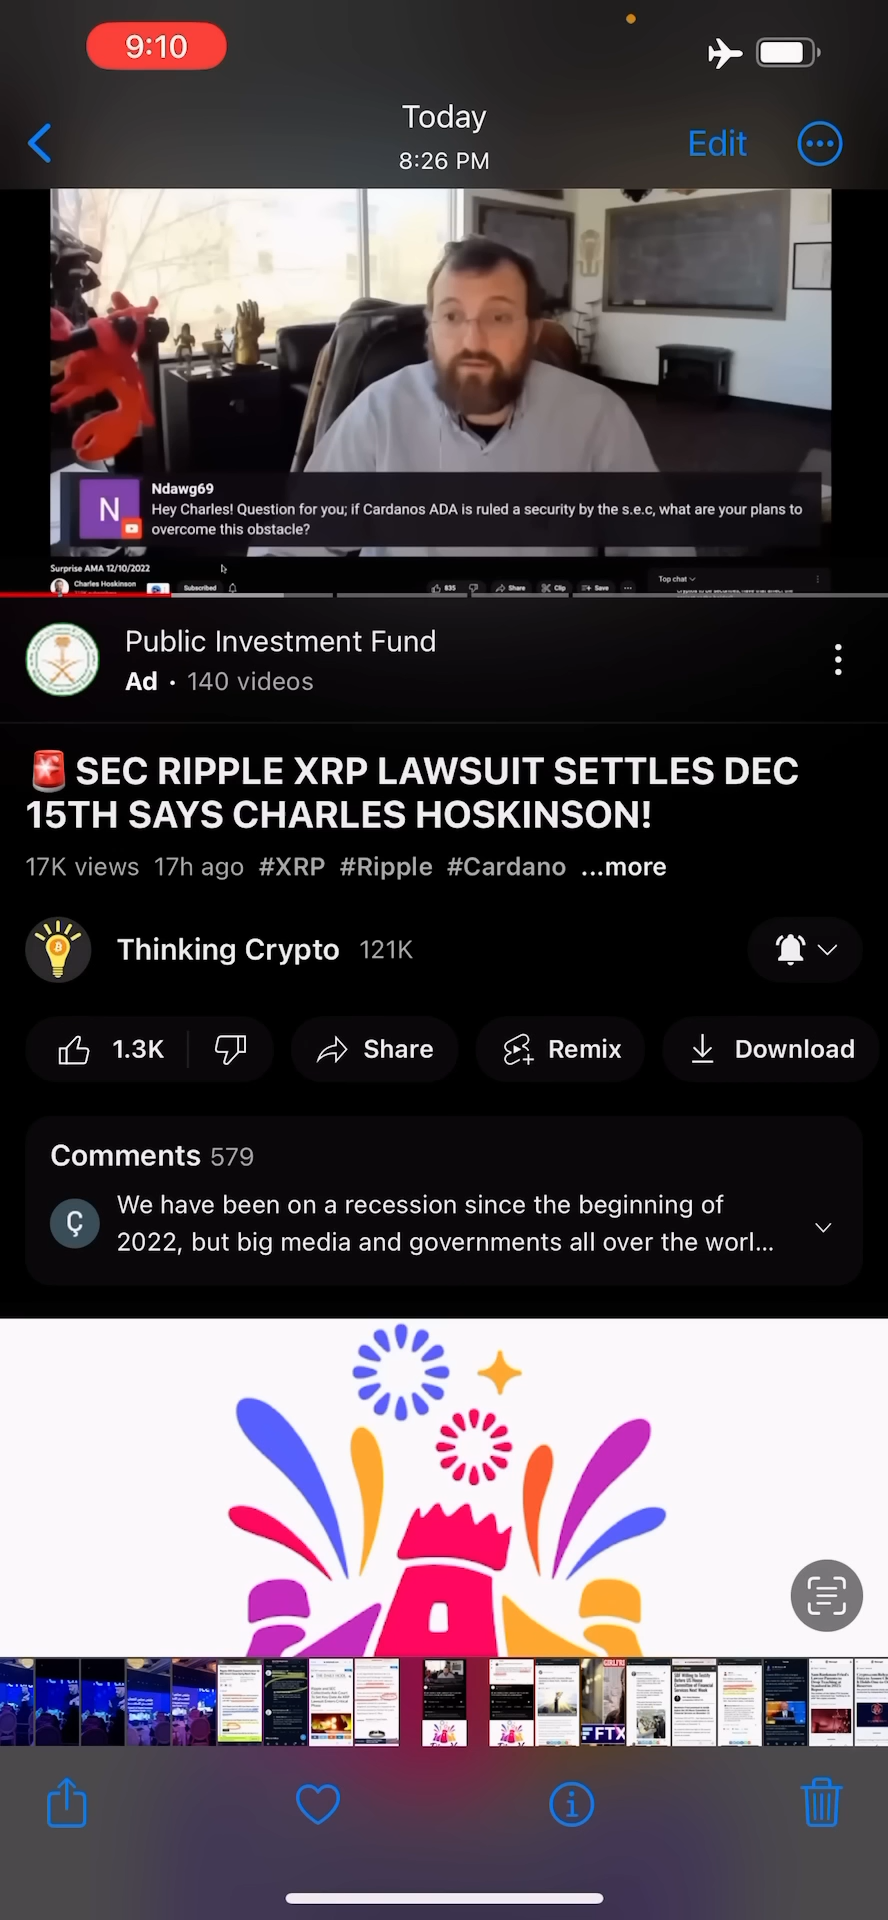 9:10
Today
8:26 PM
Edit
N
Ndawg69
Hey Charles! Question for you; if Cardanos ADA is ruled a security by the s.e.c, what are your plans to
overcome this obstacle?
Surprise AMA 12/10/2022
Charles Hoskinson
Subscribed
835
Share
Clip
Save
Top chat
Public Investment Fund
Ad · 140 videos
🚨 SEC RIPPLE XRP LAWSUIT SETTLES DEC
15TH SAYS CHARLES HOSKINSON!
17K views 17h ago #XRP #Ripple #Cardano ...more
Thinking Crypto 121K
1.3K
Share
Remix
Download
Comments 579
Ç
We have been on a recession since the beginning of
2022, but big media and governments all over the worl...
FTX